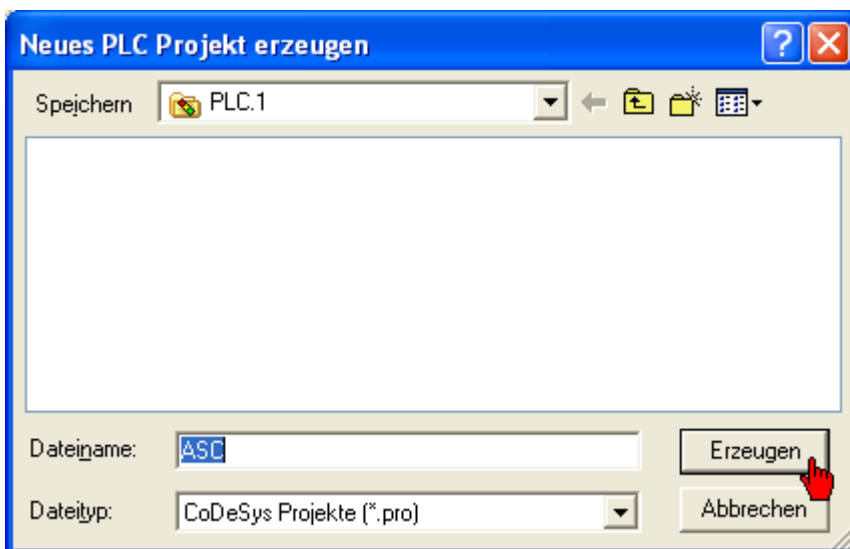 Neues PLC Projekt erzeugen
Speichern PLC.1
Dateiname: ASC Erzeugen
Dateityp: CoDeSys Projekte (*.pro) Abbrechen